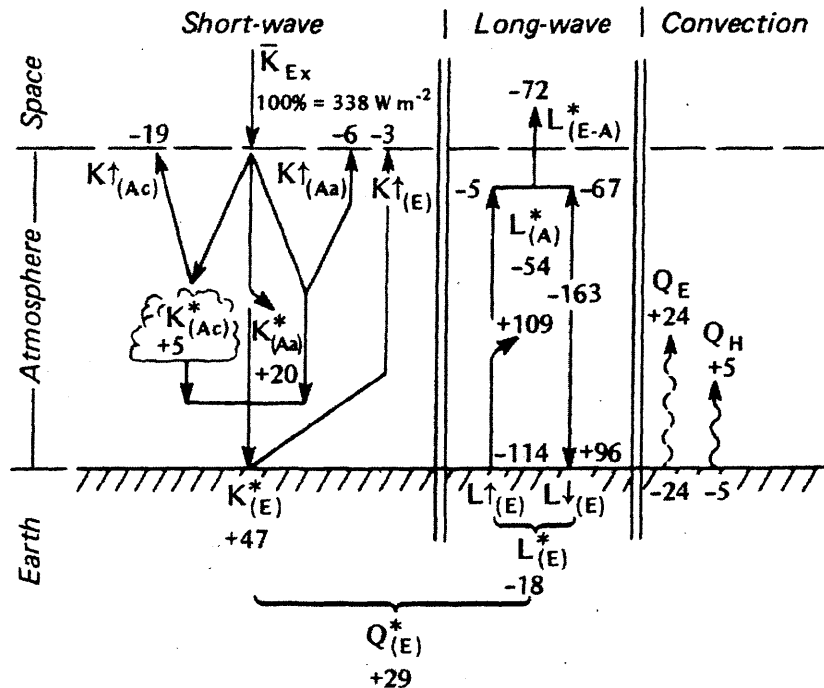 Short-wave | Long-wave | Convection
Space
Atmosphere
Earth
K̅ Ex
100% = 338 W m⁻²
-19
-6
-3
K↑(Ac)
K↑(Aa)
K↑(E)
K*(Ac)
+5
K*(Aa)
+20
K*(E)
+47
-72
L*(E-A)
-5
-67
L*(A)
-54
-163
+109
-114
+96
L↑(E)
L↓(E)
L*(E)
-18
Q*(E)
+29
QE
+24
QH
+5
-24
-5